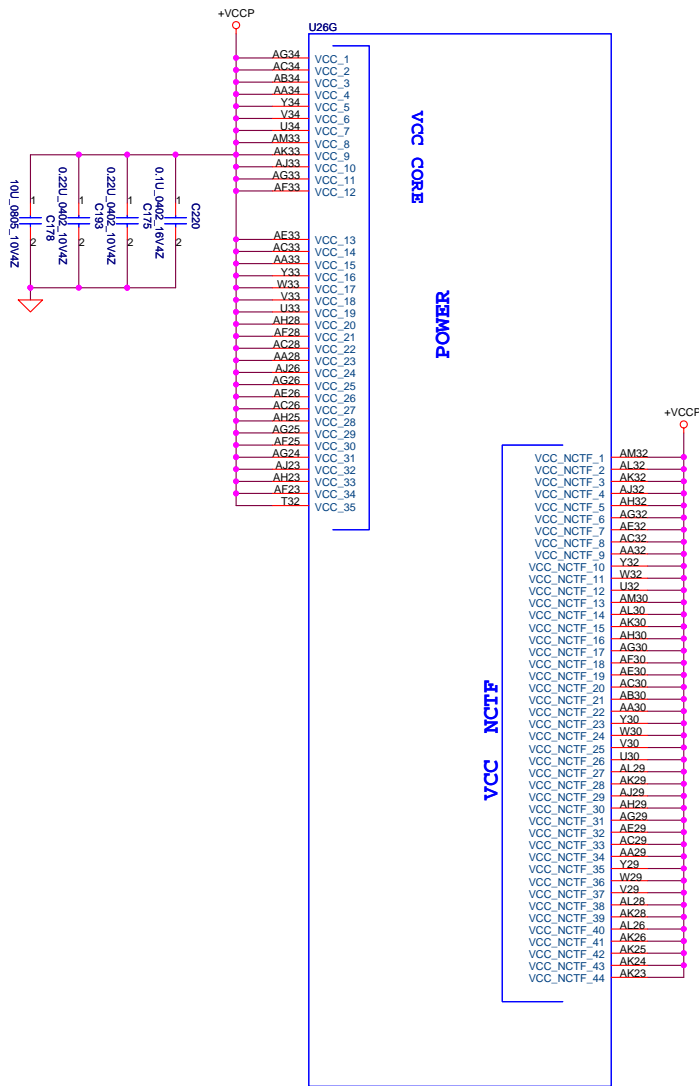 +VCCP
U26G
AG34 VCC_1
AC34 VCC_2
AB34 VCC_3
AA34 VCC_4
Y34 VCC_5
V34 VCC_6
U34 VCC_7
AM33 VCC_8
AK33 VCC_9
AJ33 VCC_10
AG33 VCC_11
AF33 VCC_12
AE33 VCC_13
AC33 VCC_14
AA33 VCC_15
Y33 VCC_16
W33 VCC_17
V33 VCC_18
U33 VCC_19
AH28 VCC_20
AF28 VCC_21
AC28 VCC_22
AA28 VCC_23
AJ26 VCC_24
AG26 VCC_25
AE26 VCC_26
AC26 VCC_27
AH25 VCC_28
AG25 VCC_29
AF25 VCC_30
AG24 VCC_31
AJ23 VCC_32
AH23 VCC_33
AF23 VCC_34
T32 VCC_35
VCC CORE
POWER
10U_0805_10V4Z
1
2
C178
0.22U_0402_10V4Z
1
2
C193
0.22U_0402_10V4Z
1
2
C175
0.1U_0402_16V4Z
1
2
C220
+VCCP
VCC NCTF
VCC_NCTF_1 AM32
VCC_NCTF_2 AL32
VCC_NCTF_3 AK32
VCC_NCTF_4 AJ32
VCC_NCTF_5 AH32
VCC_NCTF_6 AG32
VCC_NCTF_7 AE32
VCC_NCTF_8 AC32
VCC_NCTF_9 AA32
VCC_NCTF_10 Y32
VCC_NCTF_11 W32
VCC_NCTF_12 U32
VCC_NCTF_13 AM30
VCC_NCTF_14 AL30
VCC_NCTF_15 AK30
VCC_NCTF_16 AH30
VCC_NCTF_17 AG30
VCC_NCTF_18 AF30
VCC_NCTF_19 AE30
VCC_NCTF_20 AC30
VCC_NCTF_21 AB30
VCC_NCTF_22 AA30
VCC_NCTF_23 Y30
VCC_NCTF_24 W30
VCC_NCTF_25 V30
VCC_NCTF_26 U30
VCC_NCTF_27 AL29
VCC_NCTF_28 AK29
VCC_NCTF_29 AJ29
VCC_NCTF_30 AH29
VCC_NCTF_31 AG29
VCC_NCTF_32 AE29
VCC_NCTF_33 AC29
VCC_NCTF_34 AA29
VCC_NCTF_35 Y29
VCC_NCTF_36 W29
VCC_NCTF_37 V29
VCC_NCTF_38 AL28
VCC_NCTF_39 AK28
VCC_NCTF_40 AL26
VCC_NCTF_41 AK26
VCC_NCTF_42 AK25
VCC_NCTF_43 AK24
VCC_NCTF_44 AK23